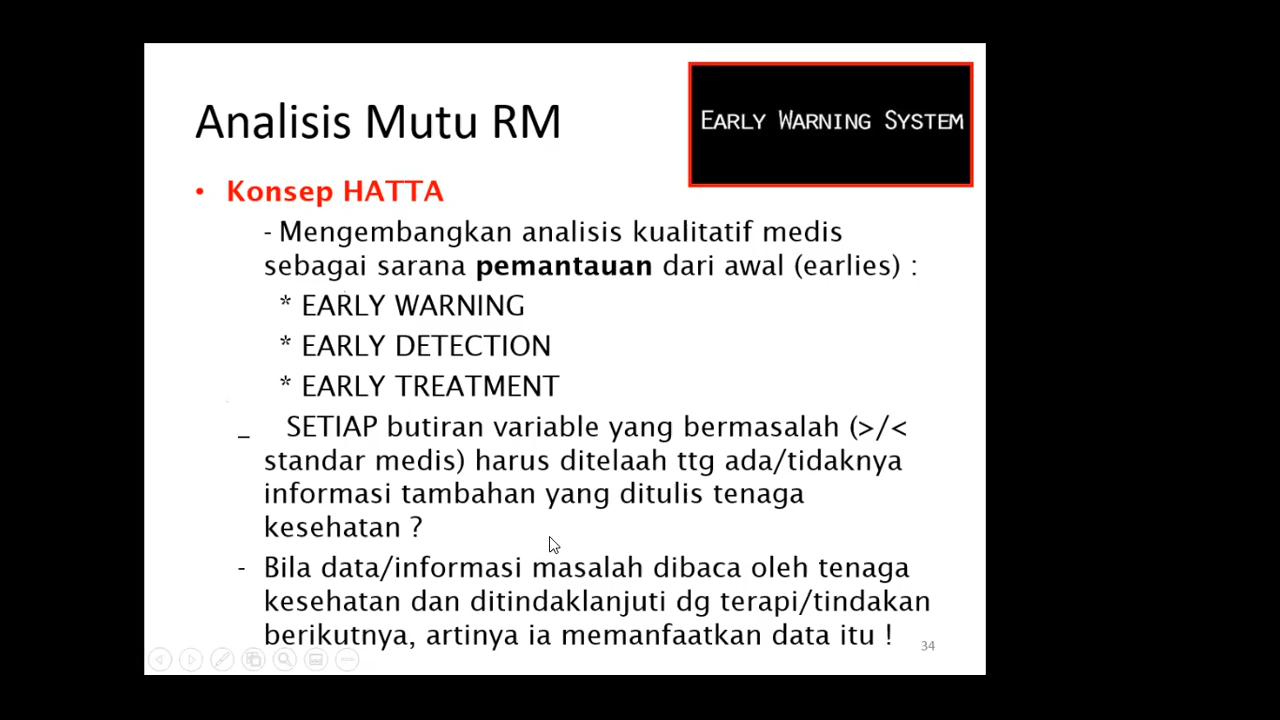 Analisis Mutu RM
EARLY WARNING SYSTEM
• Konsep HATTA
- Mengembangkan analisis kualitatif medis
sebagai sarana pemantauan dari awal (earlies) :
* EARLY WARNING
* EARLY DETECTION
* EARLY TREATMENT
_ SETIAP butiran variable yang bermasalah (>/<
standar medis) harus ditelaah ttg ada/tidaknya
informasi tambahan yang ditulis tenaga
kesehatan ?
- Bila data/informasi masalah dibaca oleh tenaga
kesehatan dan ditindaklanjuti dg terapi/tindakan
berikutnya, artinya ia memanfaatkan data itu !
34